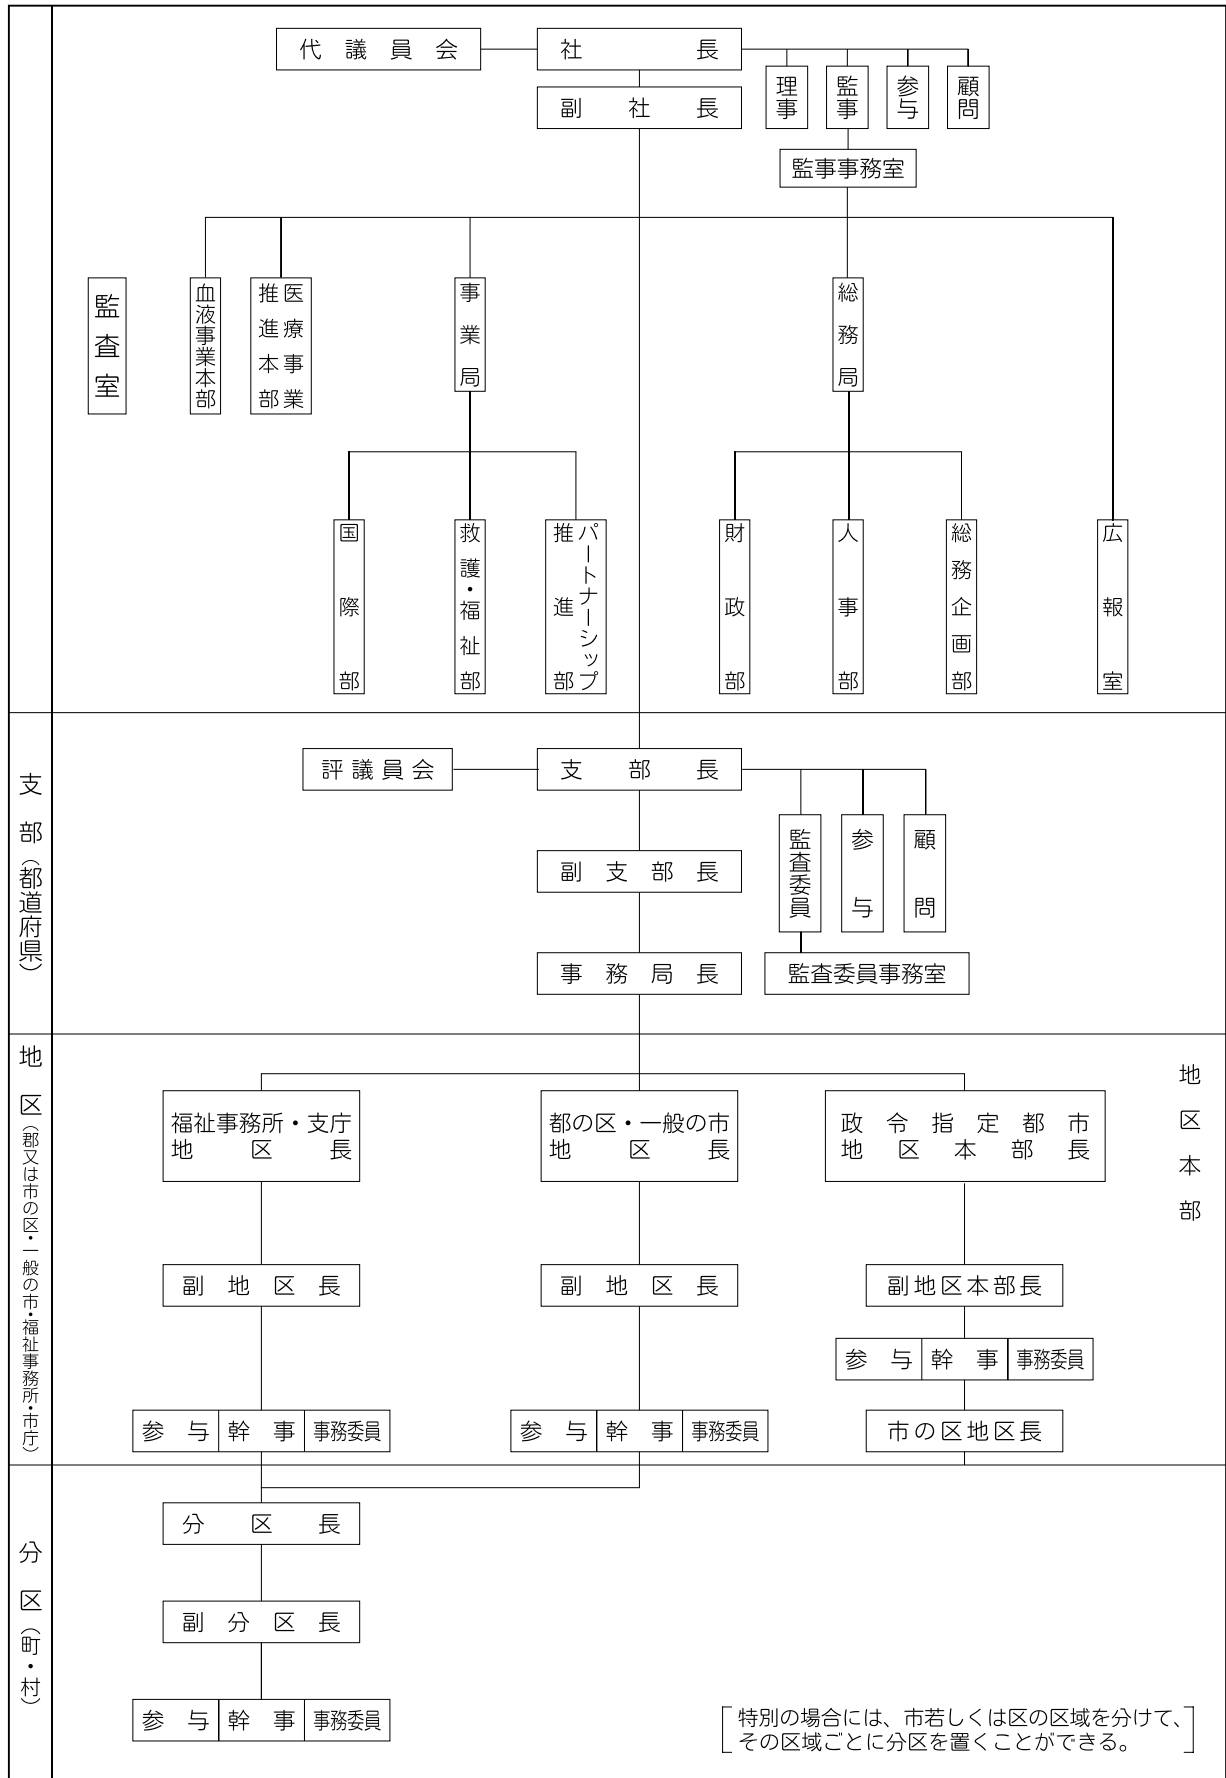 代議員会
社長
理事
監事
参与
顧問
副社長
監事事務室
監査室
血液事業本部
医療事業
推進本部
事業局
総務局
国際部
救護・福祉部
パートナーシップ
推進部
財政部
人事部
総務企画部
広報室
支部（都道府県）
評議員会
支部長
監査委員
参与
顧問
副支部長
事務局長
監査委員事務室
地区（郡又は市の区・一般の市・福祉事務所・市庁）
地区本部
福祉事務所・支庁
地区長
都の区・一般の市
地区長
政令指定都市
地区本部長
副地区長
副地区長
副地区本部長
参与 幹事 事務委員
参与 幹事 事務委員
参与 幹事 事務委員
市の区地区長
分区（町・村）
分区長
副分区長
参与 幹事 事務委員
特別の場合には、市若しくは区の区域を分けて、
その区域ごとに分区を置くことができる。